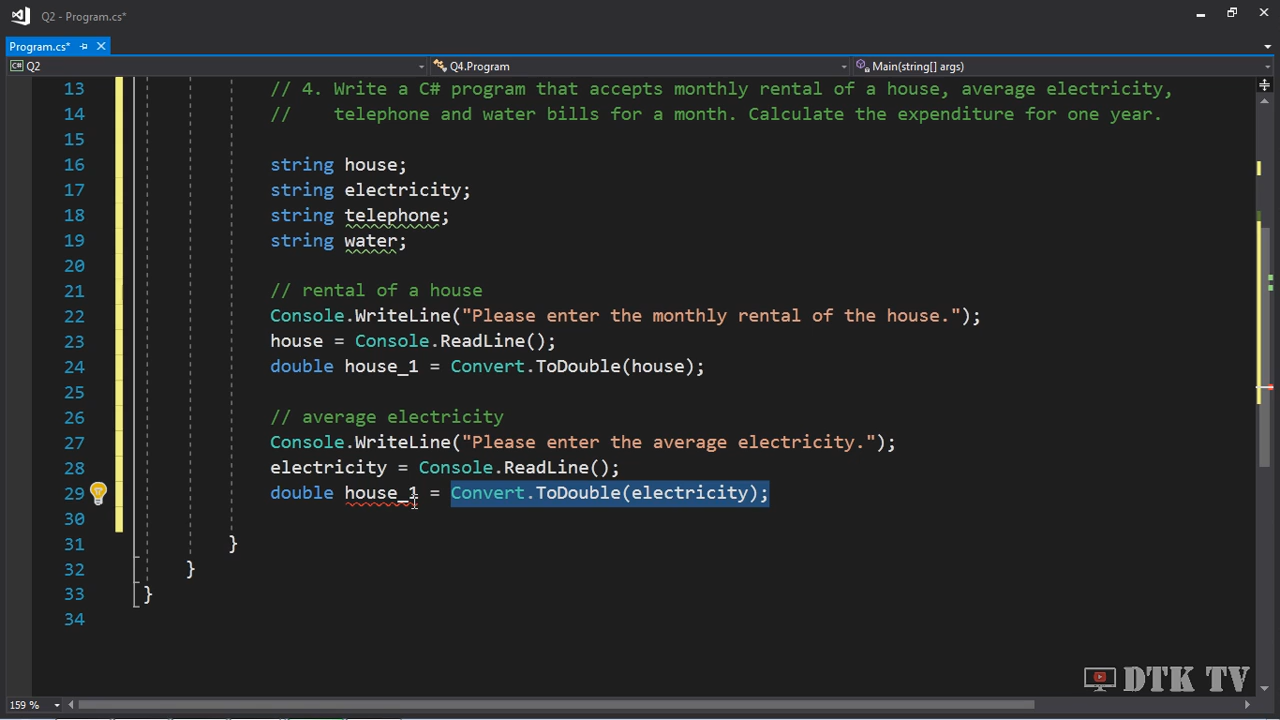 Q2 - Program.cs*
Program.cs*
C# Q2
Q4.Program
Main(string[] args)
13 // 4. Write a C# program that accepts monthly rental of a house, average electricity,
14 //    telephone and water bills for a month. Calculate the expenditure for one year.
15
16 string house;
17 string electricity;
18 string telephone;
19 string water;
20
21 // rental of a house
22 Console.WriteLine("Please enter the monthly rental of the house.");
23 house = Console.ReadLine();
24 double house_1 = Convert.ToDouble(house);
25
26 // average electricity
27 Console.WriteLine("Please enter the average electricity.");
28 electricity = Console.ReadLine();
29 double house_1 = Convert.ToDouble(electricity);
30
31 }
32 }
33 }
34
DTK TV
159 %